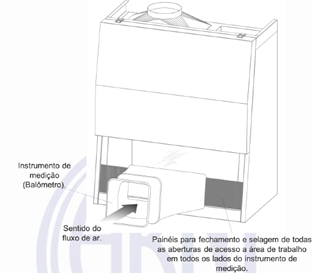 Instrumento de
medição
(Balômetro).
Sentido do
fluxo de ar.
Painéis para fechamento e selagem de todas
as aberturas de acesso a área de trabalho
em todos os lados do instrumento de
medição.